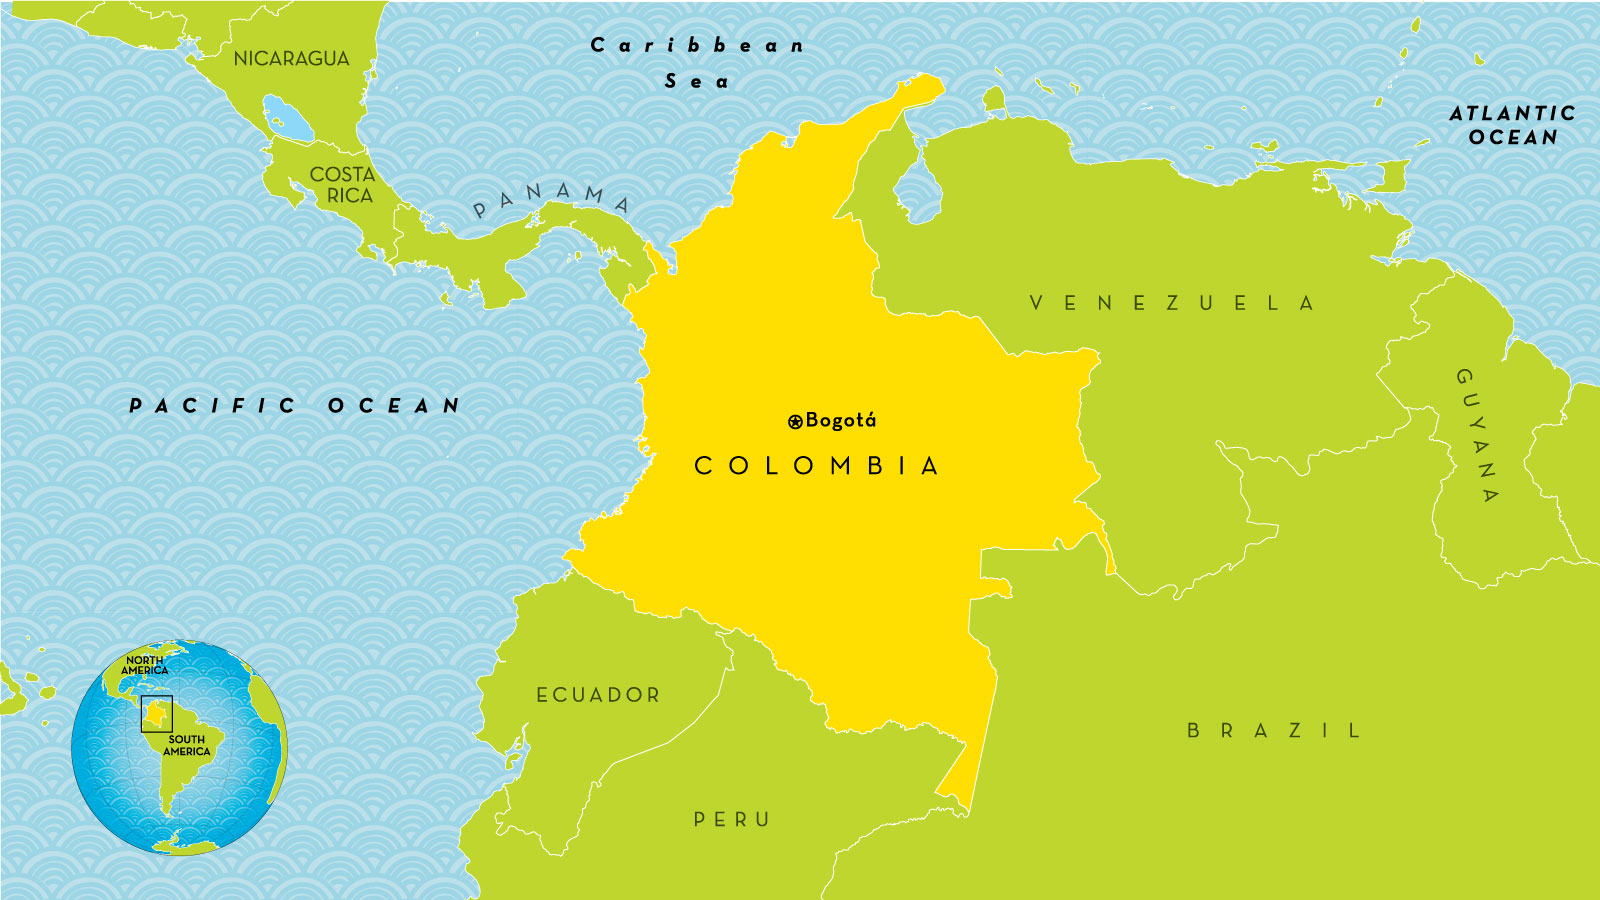 Caribbean
Sea
NICARAGUA
ATLANTIC
OCEAN
COSTA
RICA
PANAMA
VENEZUELA
PACIFIC OCEAN
GUYANA
Bogotá
COLOMBIA
ECUADOR
BRAZIL
PERU
NORTH
AMERICA
SOUTH
AMERICA